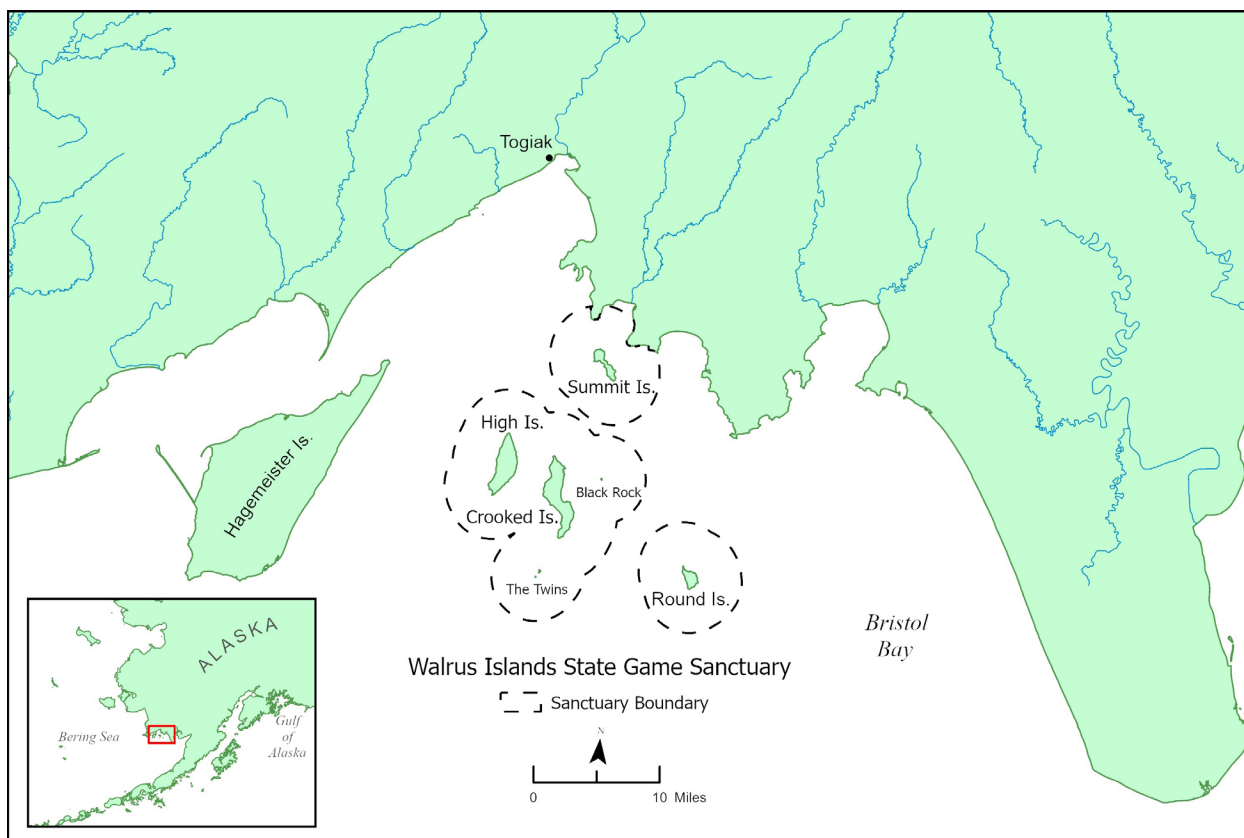 Togiak
Summit Is.
High Is.
Black Rock
Hagemeister Is.
Crooked Is.
The Twins
Round Is.
Bristol
Bay
Walrus Islands State Game Sanctuary
Sanctuary Boundary
N
0 10 Miles
ALASKA
Bering Sea
Gulf
of
Alaska